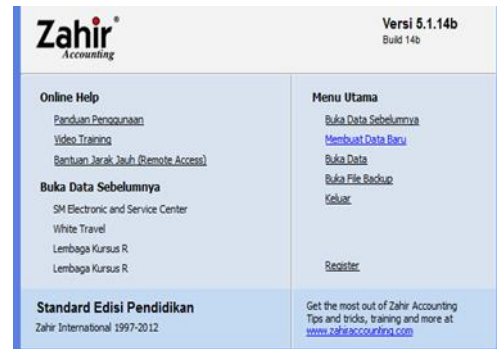 Zahir®
Accounting
Versi 5.1.14b
Build 14b
Online Help
Panduan Penggunaan
Video Training
Bantuan Jarak Jauh (Remote Access)
Buka Data Sebelumnya
SM Electronic and Service Center
White Travel
Lembaga Kursus R
Lembaga Kursus R
Menu Utama
Buka Data Sebelumnya
Membuat Data Baru
Buka Data
Buka File Backup
Keluar
Register
Standard Edisi Pendidikan
Zahir International 1997-2012
Get the most out of Zahir Accounting
Tips and tricks, training and more at
www.zahiraccounting.com